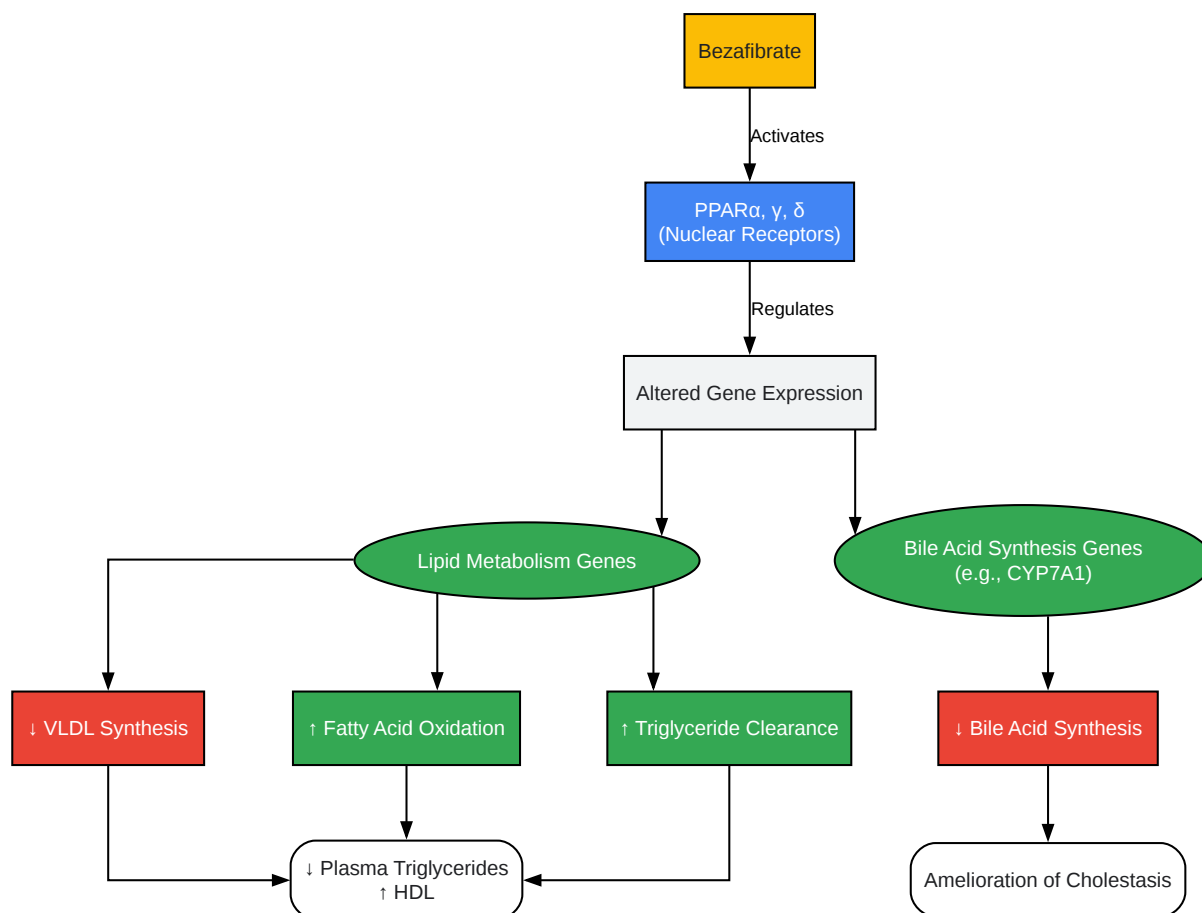 Bezafibrate
Activates
PPARα, γ, δ
(Nuclear Receptors)
Regulates
Altered Gene Expression
Lipid Metabolism Genes
Bile Acid Synthesis Genes
(e.g., CYP7A1)
↓ VLDL Synthesis
↑ Fatty Acid Oxidation
↑ Triglyceride Clearance
↓ Bile Acid Synthesis
↓ Plasma Triglycerides
↑ HDL
Amelioration of Cholestasis